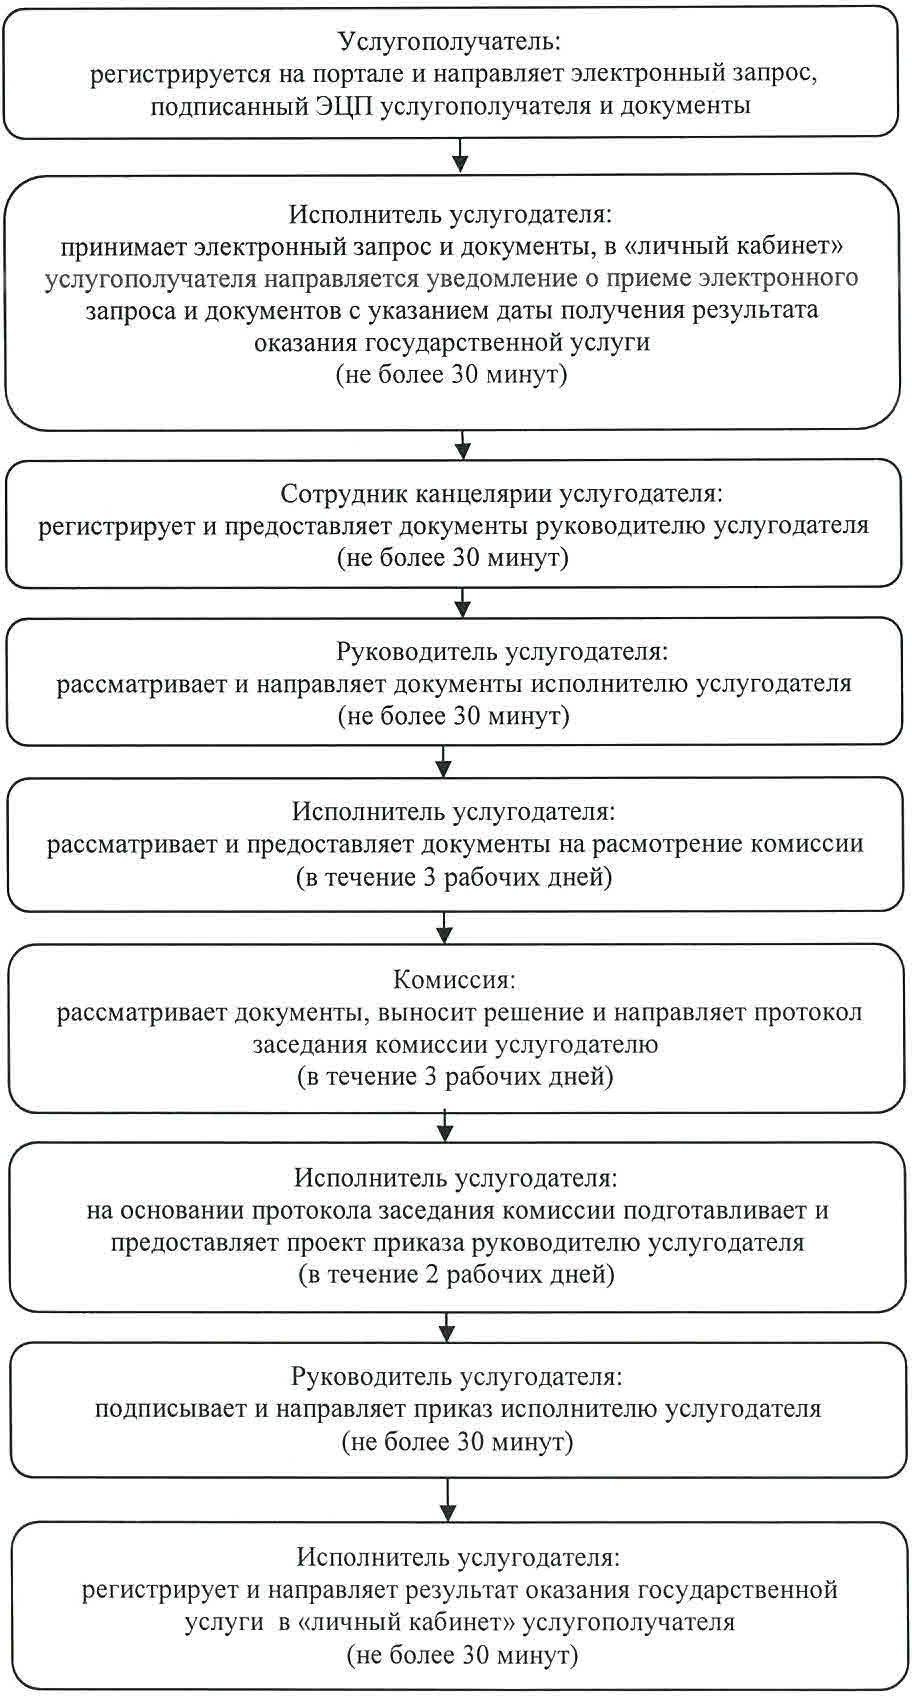 Услугополучатель:
регистрируется на портале и направляет электронный запрос,
подписанный ЭЦП услугополучателя и документы
Исполнитель услугодателя:
принимает электронный запрос и документы, в «личный кабинет»
услугополучателя направляется уведомление о приеме электронного
запроса и документов с указанием даты получения результата
оказания государственной услуги
(не более 30 минут)
Сотрудник канцелярии услугодателя:
регистрирует и предоставляет документы руководителю услугодателя
(не более 30 минут)
Руководитель услугодателя:
рассматривает и направляет документы исполнителю услугодателя
(не более 30 минут)
Исполнитель услугодателя:
рассматривает и предоставляет документы на расмотрение комиссии
(в течение 3 рабочих дней)
Комиссия:
рассматривает документы, выносит решение и направляет протокол
заседания комиссии услугодателю
(в течение 3 рабочих дней)
Исполнитель услугодателя:
на основании протокола заседания комиссии подготавливает и
предоставляет проект приказа руководителю услугодателя
(в течение 2 рабочих дней)
Руководитель услугодателя:
подписывает и направляет приказ исполнителю услугодателя
(не более 30 минут)
Исполнитель услугодателя:
регистрирует и направляет результат оказания государственной
услуги в «личный кабинет» услугополучателя
(не более 30 минут)